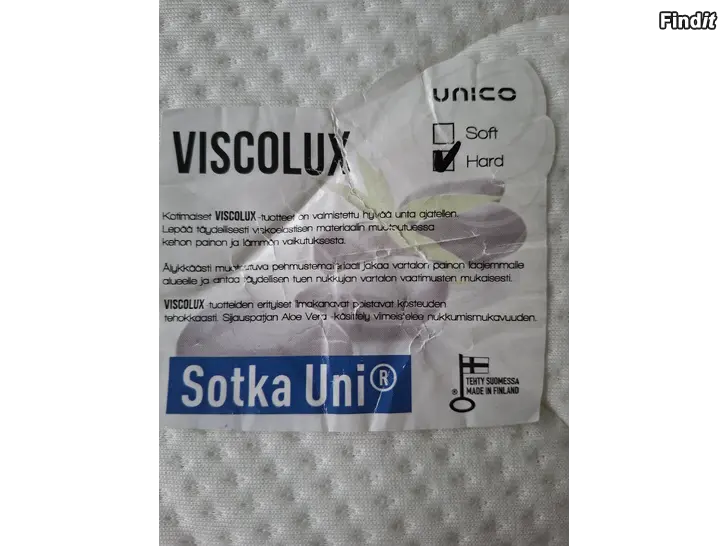 Findit
UNICO
Soft
Hard
VISCOLUX
Kotimaiset VISCOLUX-tuotteet on valmistettu hyvää unta ajatellen.
Lepää täydellisesti viskoelastisen materiaalin muotoutuessa
kehon painon ja lämmön vaikutuksesta.
Älykkäästi muotoutuva pehmustemateriaali jakaa vartalon painon laajemmalle
alueelle ja antaa täydellisen tuen nukkujan vartalon vaatimusten mukaisesti.
VISCOLUX-tuotteiden erityiset ilmakanavat poistavat kosteuden
tehokkaasti. Sijauspatjan Aloe Vera -käsittely viimeistelee nukkumismukavuuden.
Sotka Uni®
TEHTY SUOMESSA
® MADE IN FINLAND